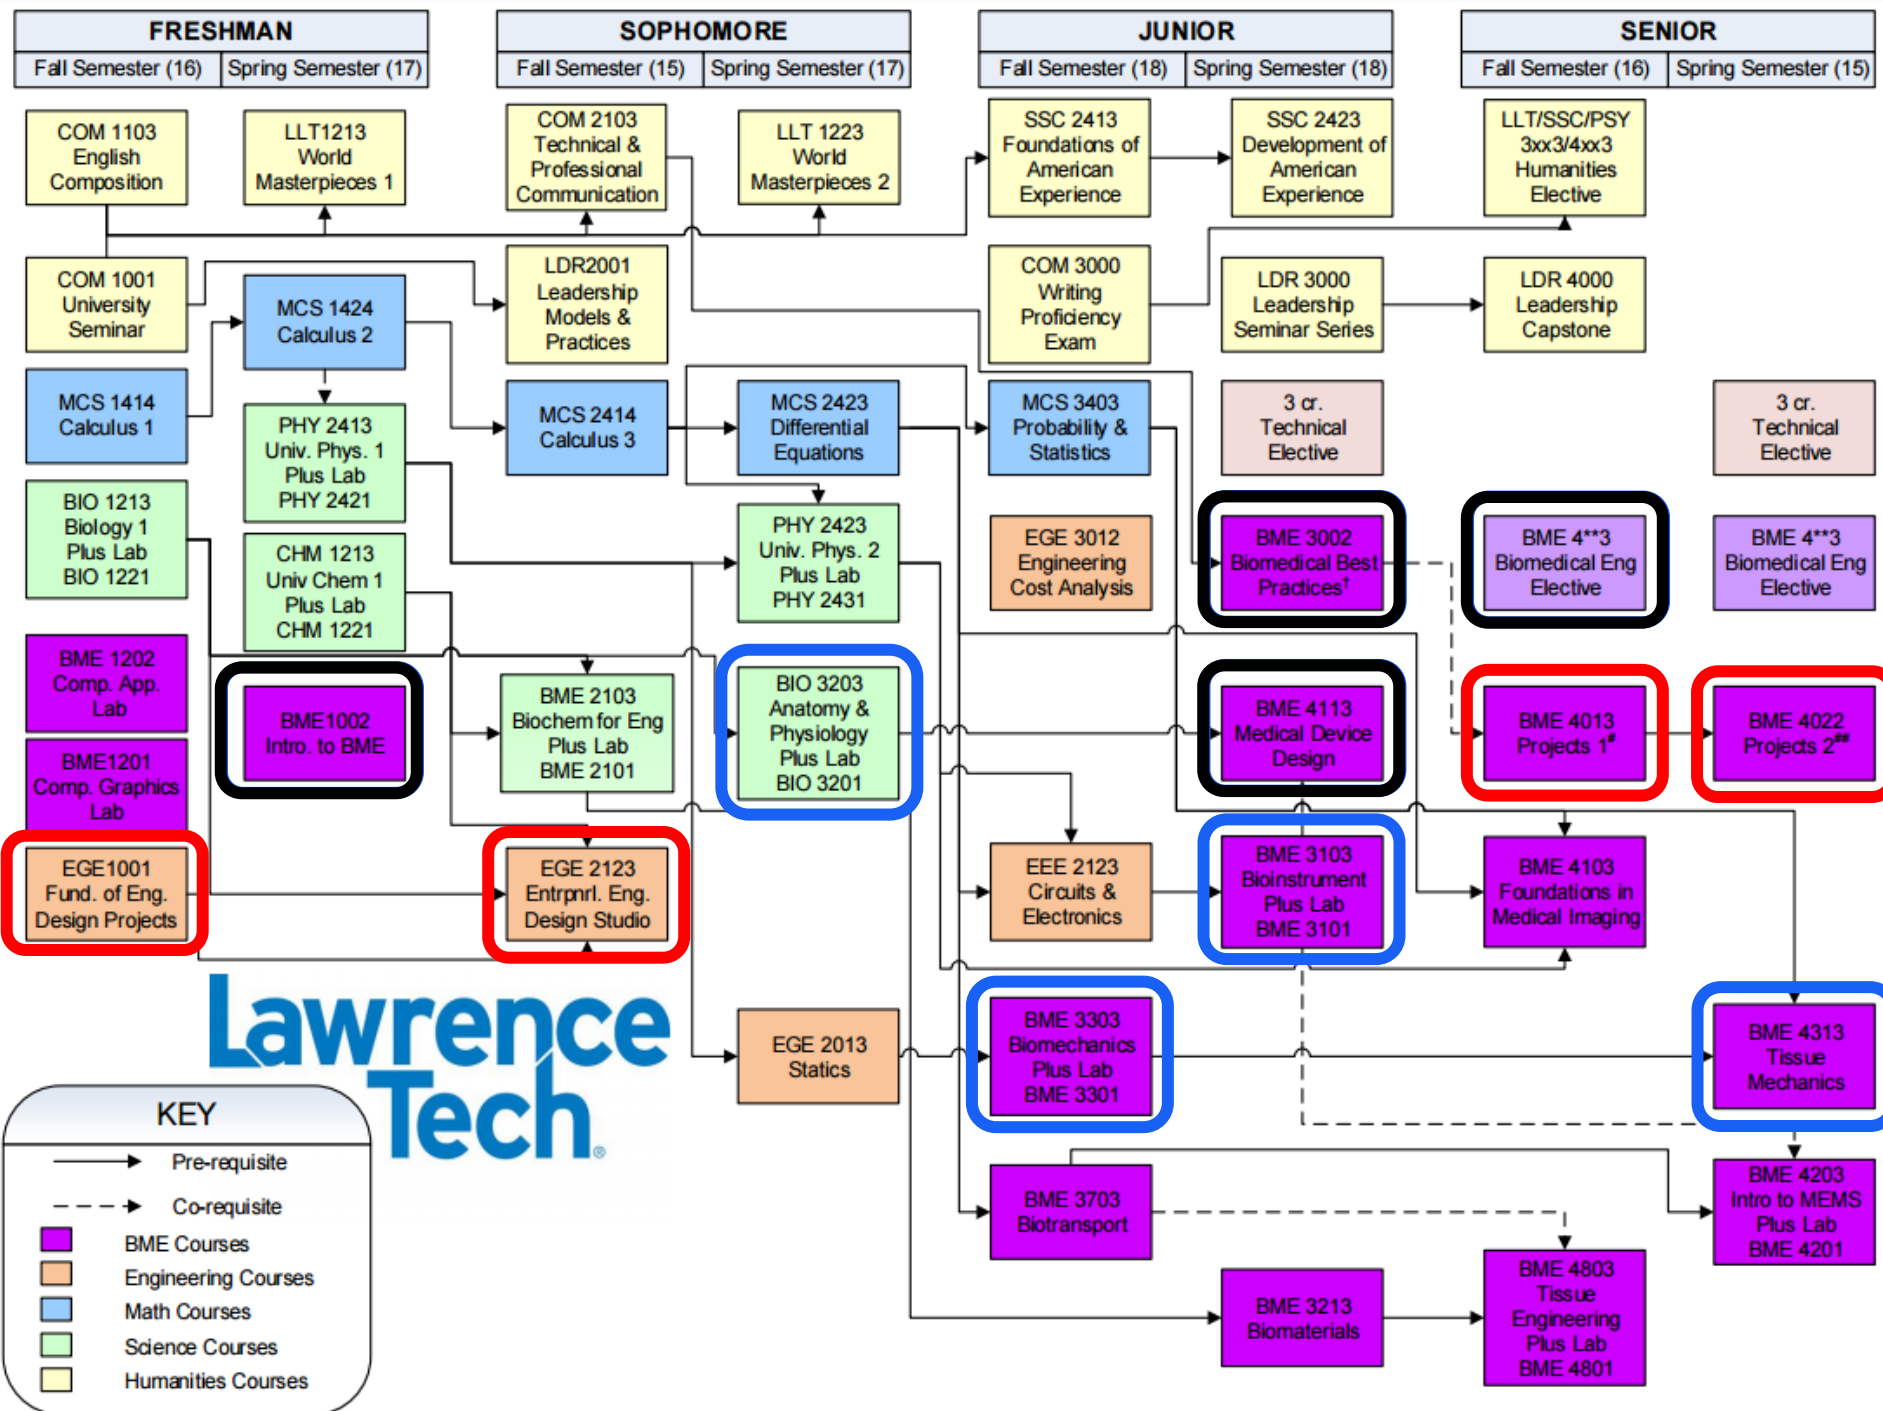 FRESHMAN
Fall Semester (16)
Spring Semester (17)
SOPHOMORE
Fall Semester (15)
Spring Semester (17)
JUNIOR
Fall Semester (18)
Spring Semester (18)
SENIOR
Fall Semester (16)
Spring Semester (15)
COM 1103
English
Composition
LLT1213
World
Masterpieces 1
COM 2103
Technical &
Professional
Communication
LLT 1223
World
Masterpieces 2
SSC 2413
Foundations of
American
Experience
SSC 2423
Development of
American
Experience
LLT/SSC/PSY
3xx3/4xx3
Humanities
Elective
COM 1001
University
Seminar
MCS 1424
Calculus 2
LDR2001
Leadership
Models &
Practices
COM 3000
Writing
Proficiency
Exam
LDR 3000
Leadership
Seminar Series
LDR 4000
Leadership
Capstone
MCS 1414
Calculus 1
PHY 2413
Univ. Phys. 1
Plus Lab
PHY 2421
MCS 2414
Calculus 3
MCS 2423
Differential
Equations
MCS 3403
Probability &
Statistics
3 cr.
Technical
Elective
3 cr.
Technical
Elective
BIO 1213
Biology 1
Plus Lab
BIO 1221
CHM 1213
Univ Chem 1
Plus Lab
CHM 1221
PHY 2423
Univ. Phys. 2
Plus Lab
PHY 2431
EGE 3012
Engineering
Cost Analysis
BME 3002
Biomedical Best
Practices†
BME 4**3
Biomedical Eng
Elective
BME 4**3
Biomedical Eng
Elective
BME 1202
Comp. App.
Lab
BME1002
Intro. to BME
BME 2103
Biochem for Eng
Plus Lab
BME 2101
BIO 3203
Anatomy &
Physiology
Plus Lab
BIO 3201
BME 4113
Medical Device
Design
BME 4013
Projects 1#
BME 4022
Projects 2##
BME1201
Comp. Graphics
Lab
EGE1001
Fund. of Eng.
Design Projects
EGE 2123
Entrpnrl. Eng.
Design Studio
EEE 2123
Circuits &
Electronics
BME 3103
Bioinstrument
Plus Lab
BME 3101
BME 4103
Foundations in
Medical Imaging
Lawrence
Tech®
EGE 2013
Statics
BME 3303
Biomechanics
Plus Lab
BME 3301
BME 4313
Tissue
Mechanics
BME 3703
Biotransport
BME 4203
Intro to MEMS
Plus Lab
BME 4201
BME 3213
Biomaterials
BME 4803
Tissue
Engineering
Plus Lab
BME 4801
KEY
Pre-requisite
Co-requisite
BME Courses
Engineering Courses
Math Courses
Science Courses
Humanities Courses